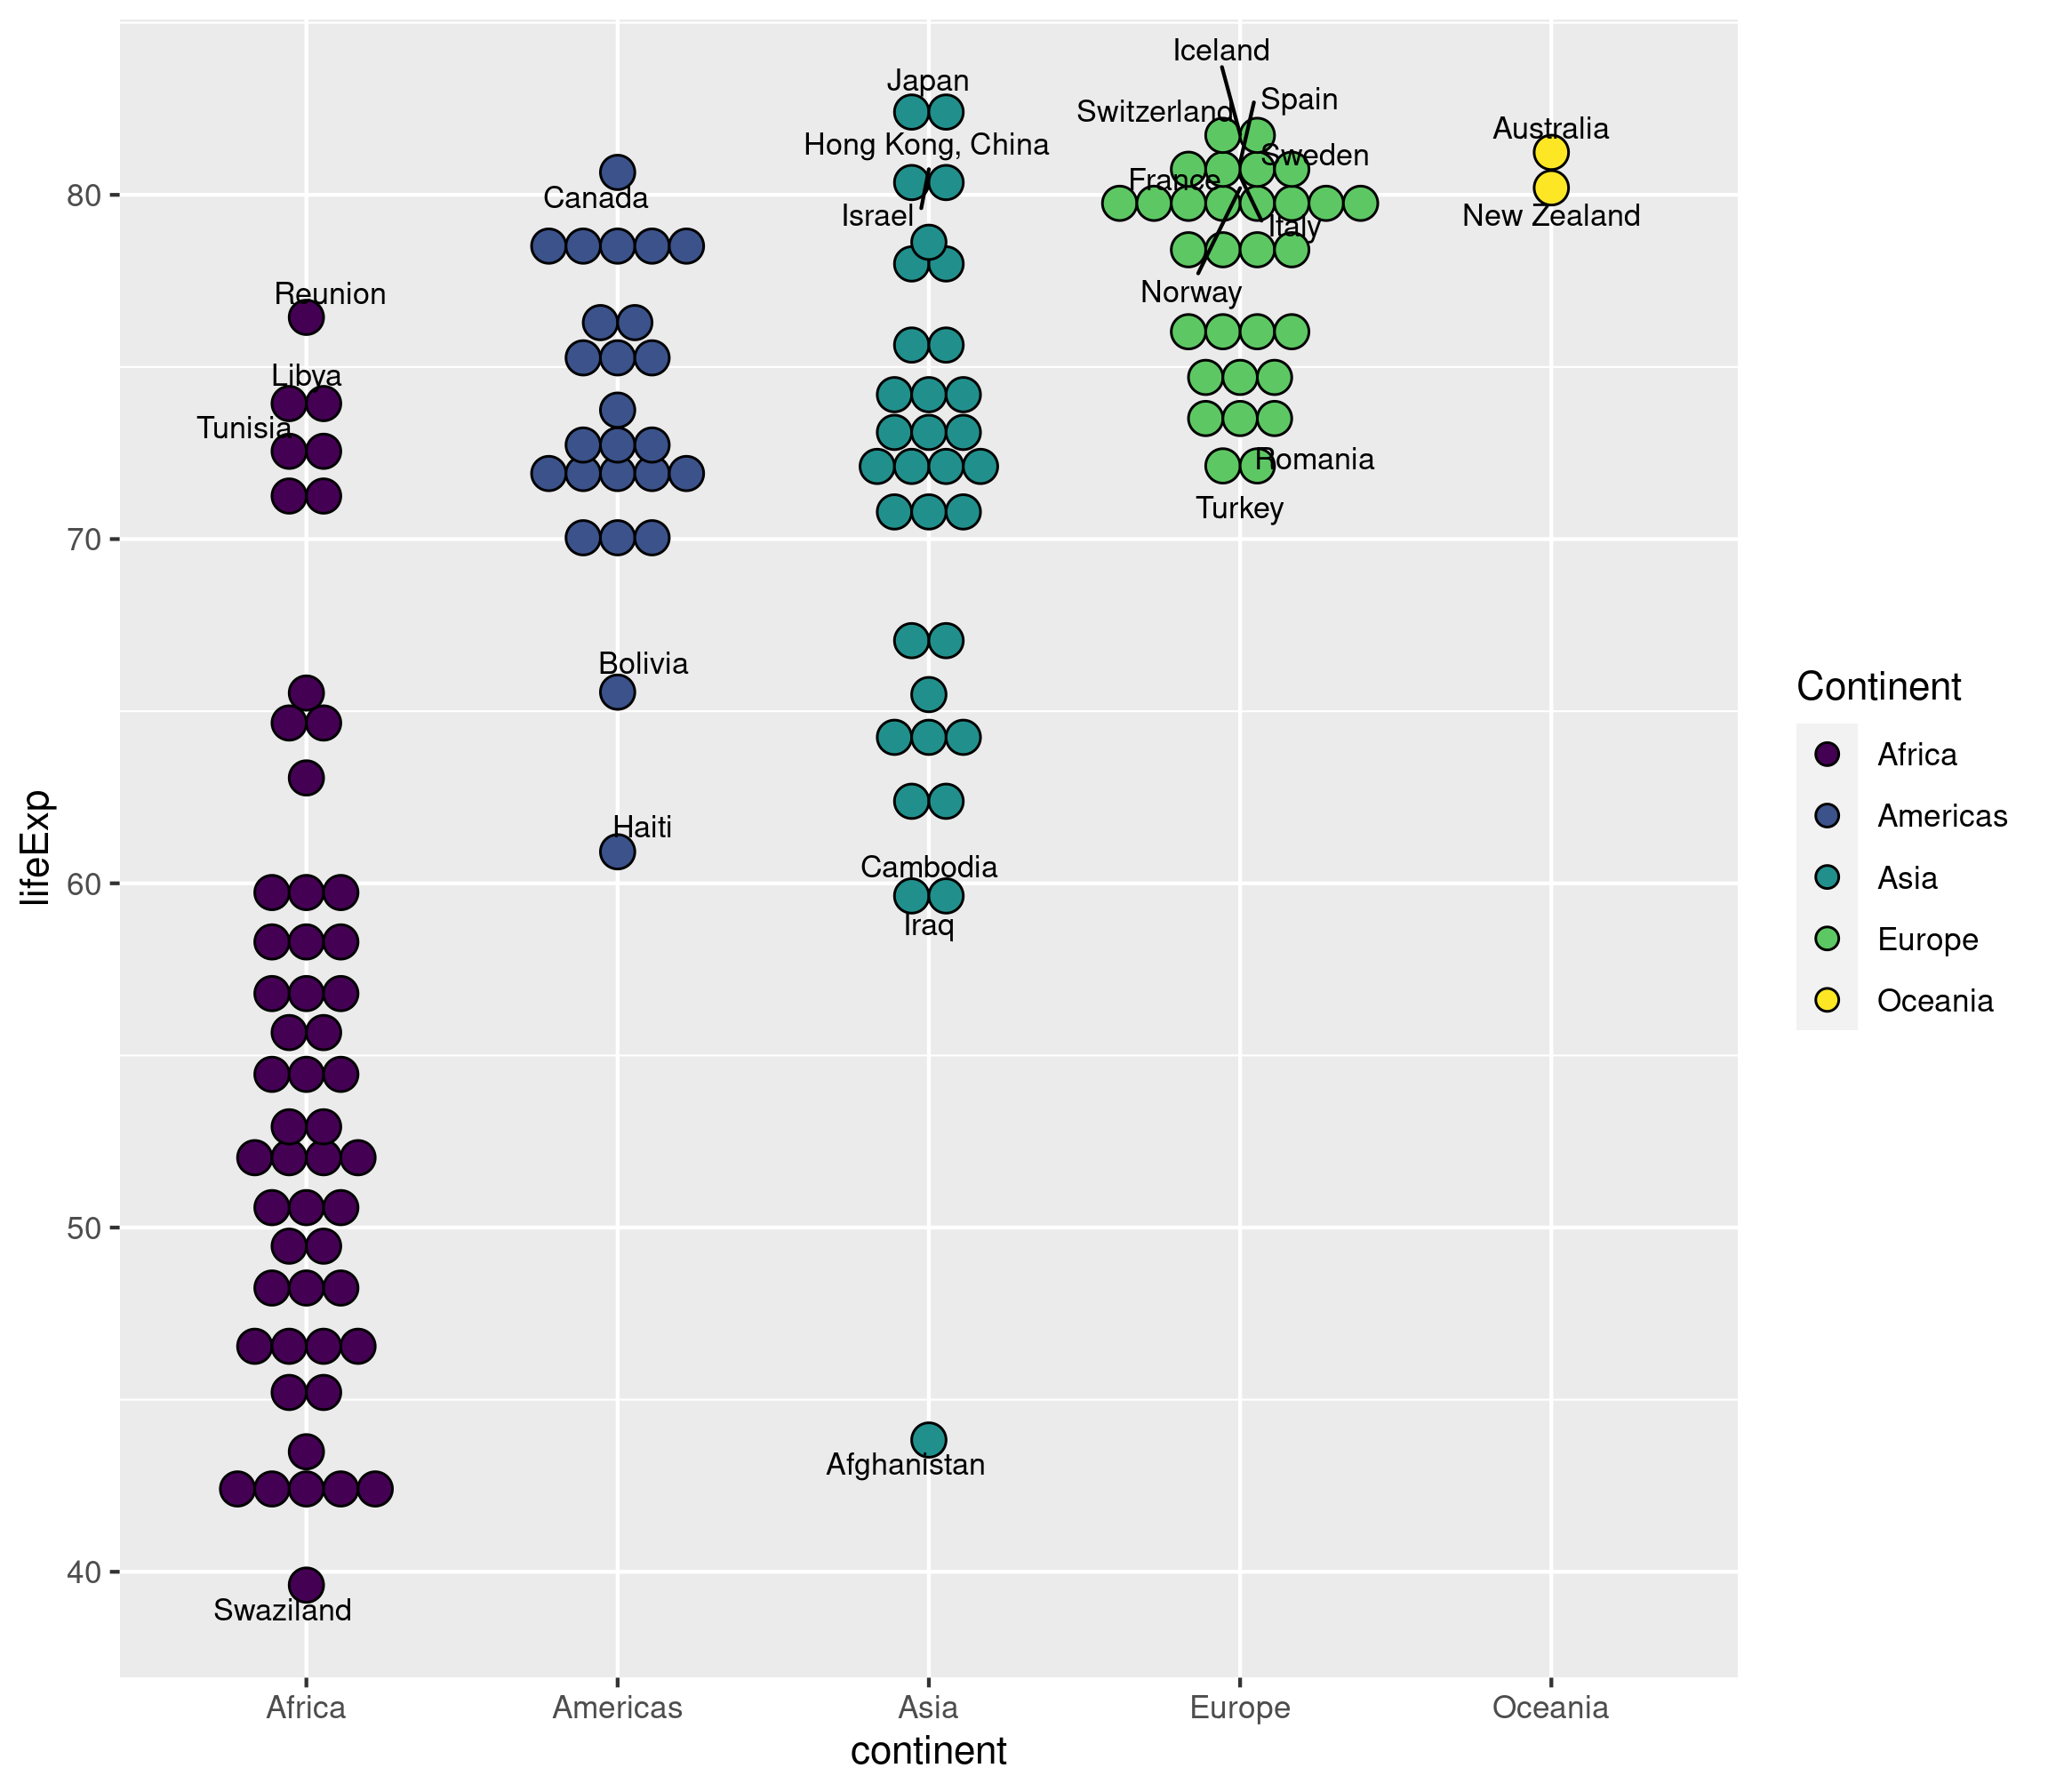 Iceland
Japan
Spain
Switzerland
Australia
Hong Kong, China
Sweden
France
Canada
Israel
New Zealand
Italy
Norway
Reunion
Libya
Tunisia
Romania
Turkey
Bolivia
Haiti
Cambodia
Iraq
Afghanistan
Swaziland
80
70
60
50
40
lifeExp
Africa
Americas
Asia
Europe
Oceania
continent
Continent
Africa
Americas
Asia
Europe
Oceania